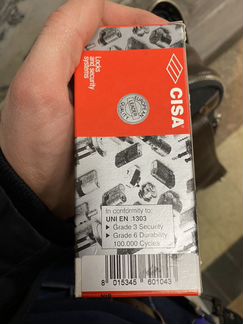 CISA
Locks
and security
systems
In conformity to:
UNI EN 1303
Grade 3 Security
Grade 6 Durability
100.000 Cycles
8 015345 601043